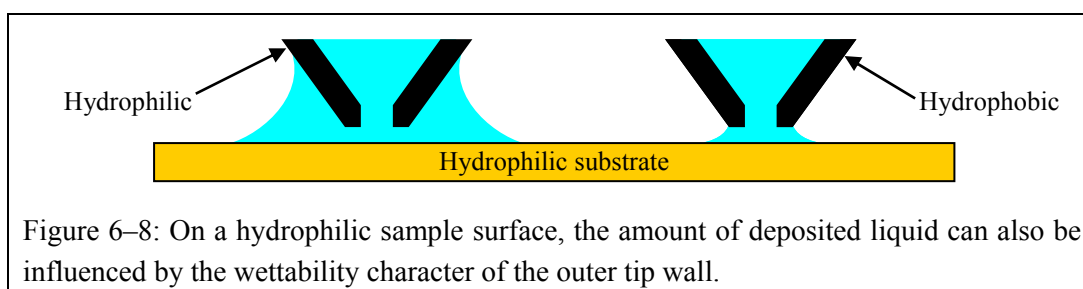 Hydrophilic
Hydrophobic
Hydrophilic substrate
Figure 6–8: On a hydrophilic sample surface, the amount of deposited liquid can also be
influenced by the wettability character of the outer tip wall.